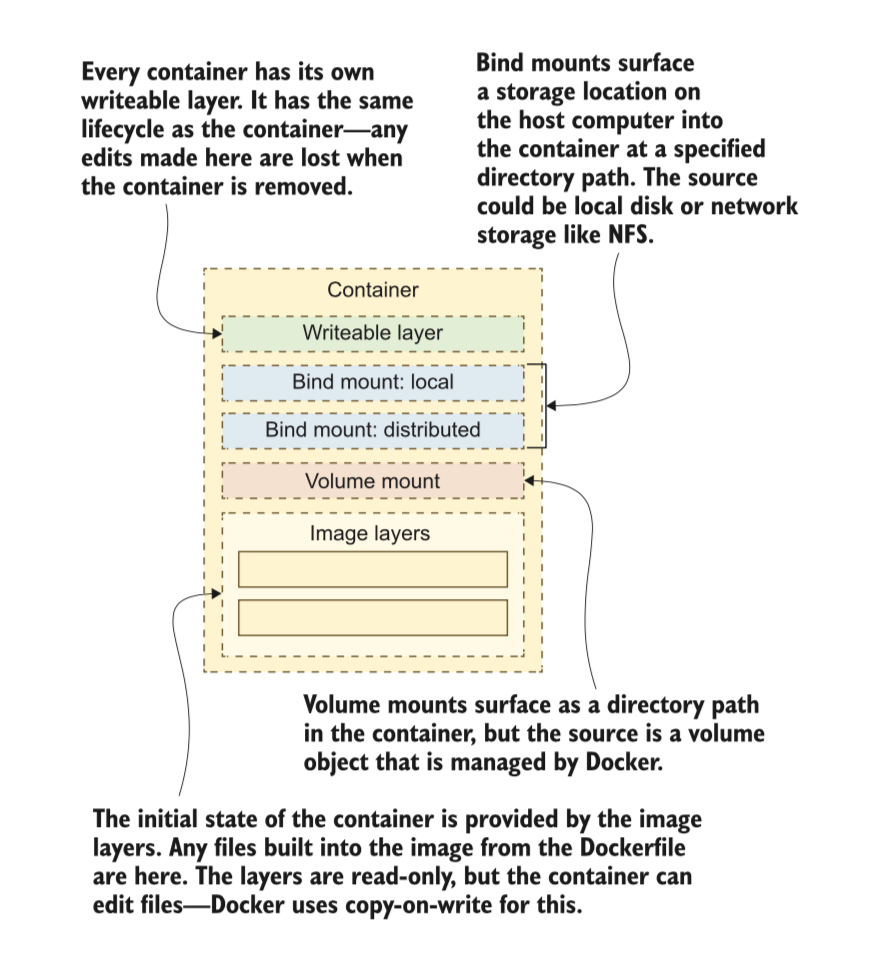 Every container has its own
writeable layer. It has the same
lifecycle as the container—any
edits made here are lost when
the container is removed.
Bind mounts surface
a storage location on
the host computer into
the container at a specified
directory path. The source
could be local disk or network
storage like NFS.
Container
Writeable layer
Bind mount: local
Bind mount: distributed
Volume mount
Image layers
Volume mounts surface as a directory path
in the container, but the source is a volume
object that is managed by Docker.
The initial state of the container is provided by the image
layers. Any files built into the image from the Dockerfile
are here. The layers are read-only, but the container can
edit files—Docker uses copy-on-write for this.